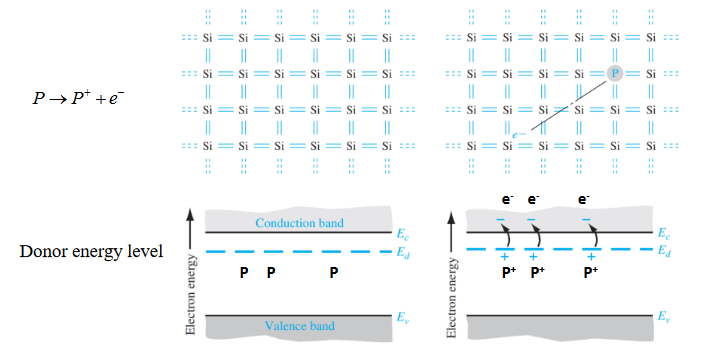 Si Si Si Si Si Si
Si Si Si Si Si Si
Si Si Si Si Si Si
Si Si Si Si Si Si
P → P⁺ + e⁻
Si Si Si Si Si Si
Si Si Si Si P Si
Si Si Si Si Si Si
e−
Si Si Si Si Si Si
Donor energy level
Electron energy
Conduction band
E_c
E_d
P P P
E_v
Valence band
Electron energy
e⁻ e⁻ e⁻
− − −
E_c
E_d
+ + +
P⁺ P⁺ P⁺
E_v